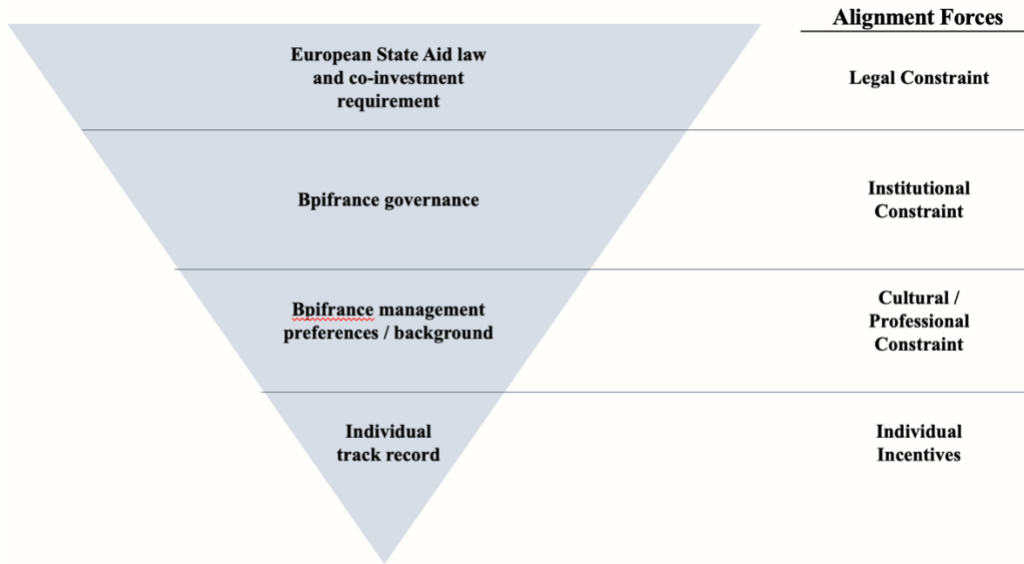 Alignment Forces
European State Aid law
and co-investment
requirement
Legal Constraint
Bpifrance governance
Institutional
Constraint
Bpifrance management
preferences / background
Cultural /
Professional
Constraint
Individual
track record
Individual
Incentives